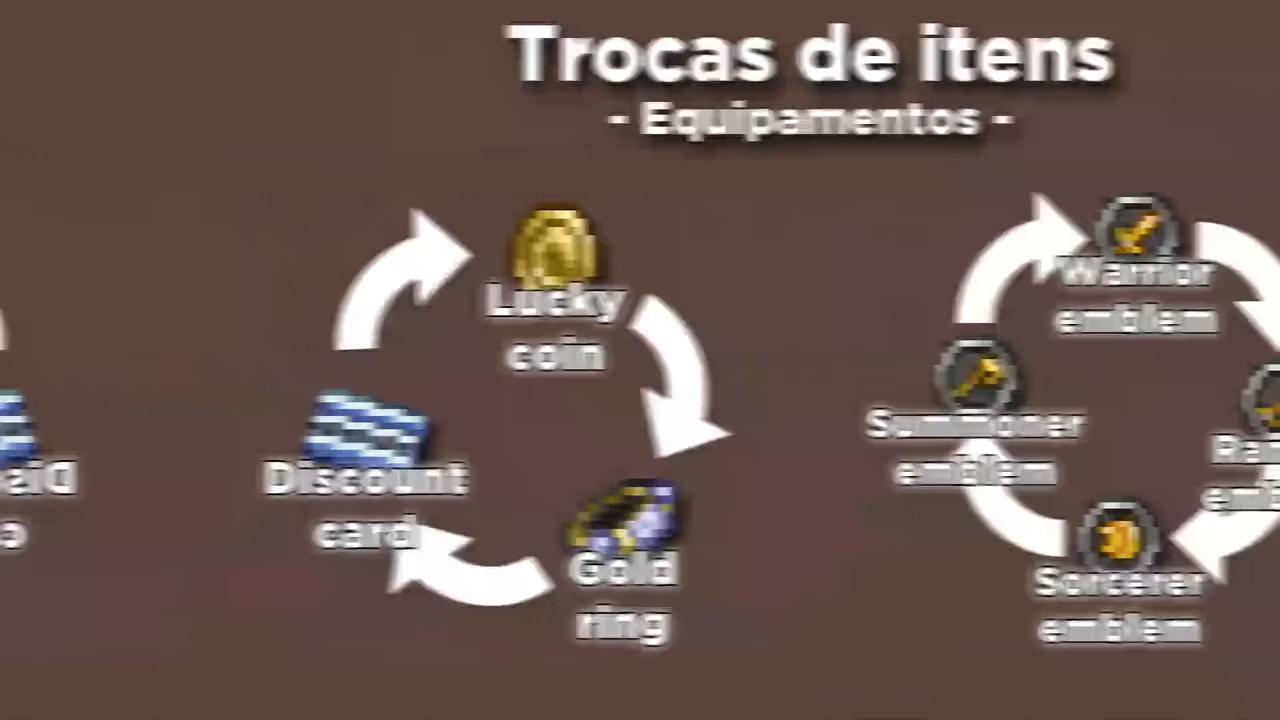 Trocas de itens
- Equipamentos -
Lucky
coin
Discount
card
Gold
ring
Warrior
emblem
Summoner
emblem
Sorcerer
emblem